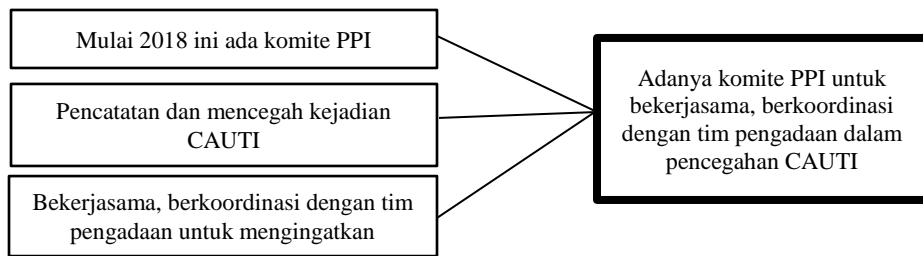 Mulai 2018 ini ada komite PPI
Pencatatan dan mencegah kejadian
CAUTI
Bekerjasama, berkoordinasi dengan tim
pengadaan untuk mengingatkan
Adanya komite PPI untuk
bekerjasama, berkoordinasi
dengan tim pengadaan dalam
pencegahan CAUTI